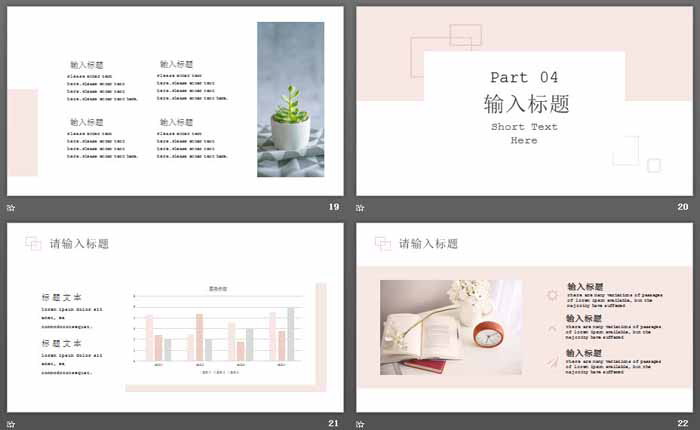 输入标题
输入标题
please enter text
here.please enter text
here.please enter text
here.please enter text here.
please enter text
here.please enter text
here.please enter text
here.please enter text here.
输入标题
输入标题
please enter text
here.please enter text
here.please enter text
here.please enter text here.
please enter text
here.please enter text
here.please enter text
here.please enter text here.
19
Part 04
输入标题
Short Text
Here
20
请输入标题
标题文本
lorem ipsum dolor sit
amet, ea
commodoconsequat.
标题文本
lorem ipsum dolor sit
amet, ea
commodoconsequat.
图表标题
21
请输入标题
输入标题
there are many variations of passages
of lorem ipsum available, but the
majority have suffered
输入标题
there are many variations of passages
of lorem ipsum available, but the
majority have suffered
输入标题
there are many variations of passages
of lorem ipsum available, but the
majority have suffered
22